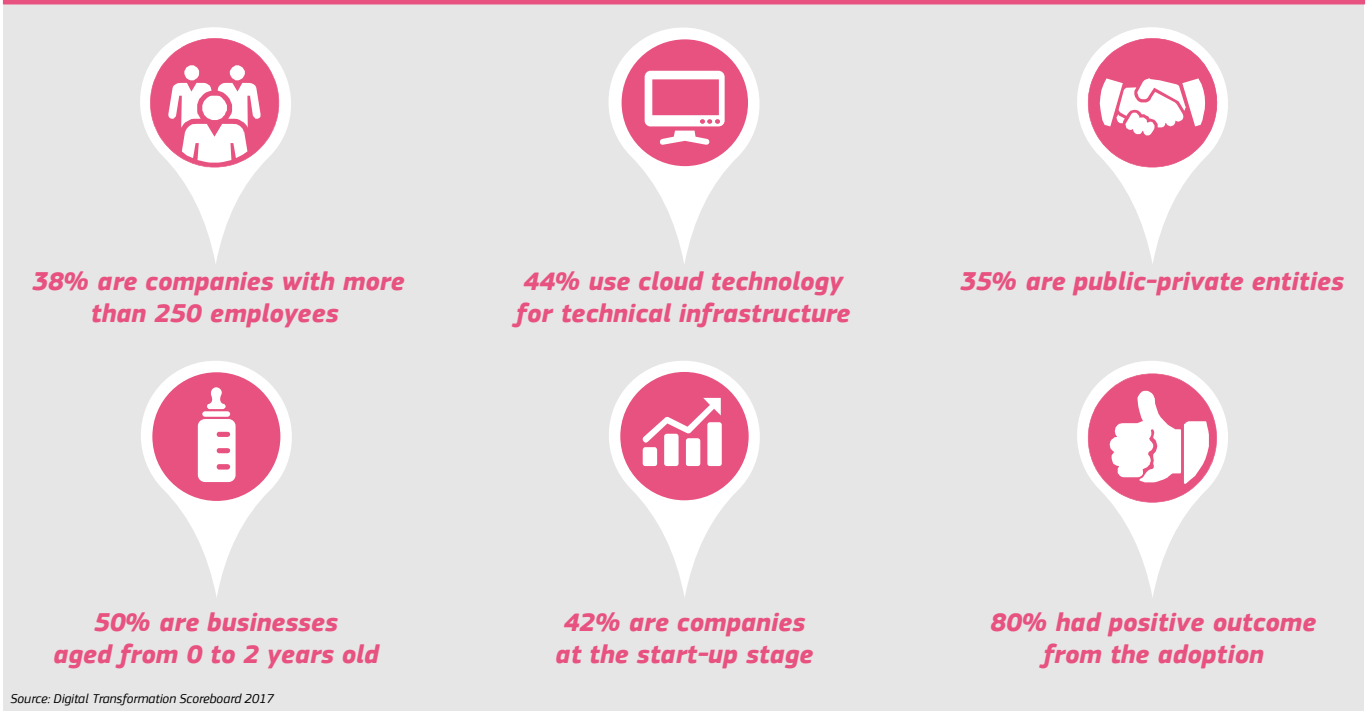 38% are companies with more
than 250 employees
44% use cloud technology
for technical infrastructure
35% are public-private entities
50% are businesses
aged from 0 to 2 years old
42% are companies
at the start-up stage
80% had positive outcome
from the adoption
Source: Digital Transformation Scoreboard 2017